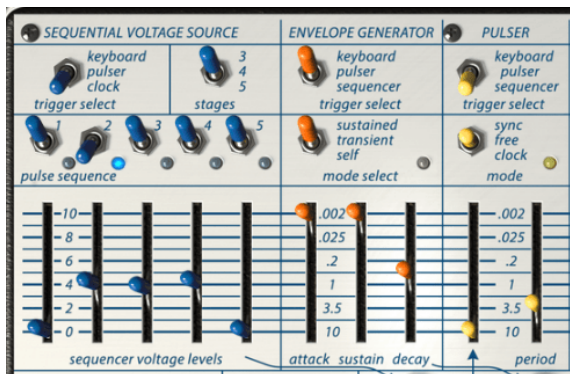 SEQUENTIAL VOLTAGE SOURCE
keyboard
pulser
clock
trigger select
3
4
5
stages
1 2 3 4 5
pulse sequence
10
8
6
4
2
0
sequencer voltage levels
ENVELOPE GENERATOR
keyboard
pulser
sequencer
trigger select
sustained
transient
self
mode select
.002
.025
.2
1
3.5
10
attack sustain decay
PULSER
keyboard
pulser
sequencer
trigger select
sync
free
clock
mode
.002
.025
.2
1
3.5
10
period